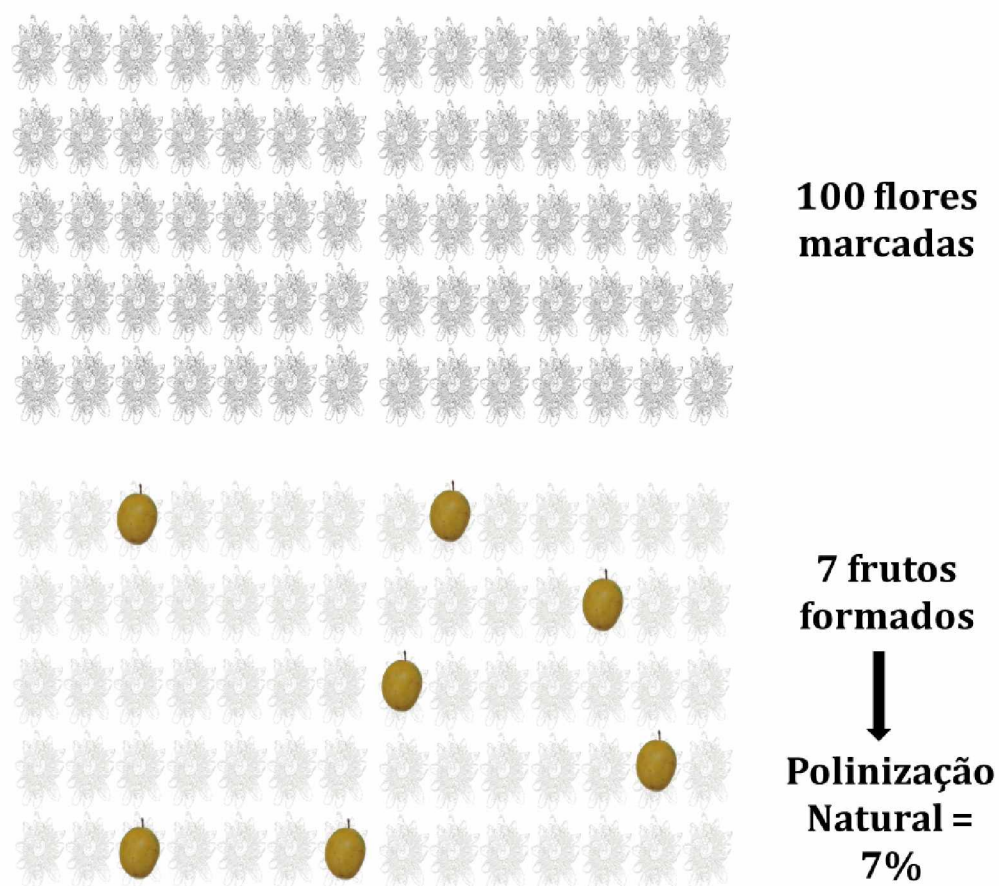 100 flores
marcadas
7 frutos
formados
Polinização
Natural =
7%